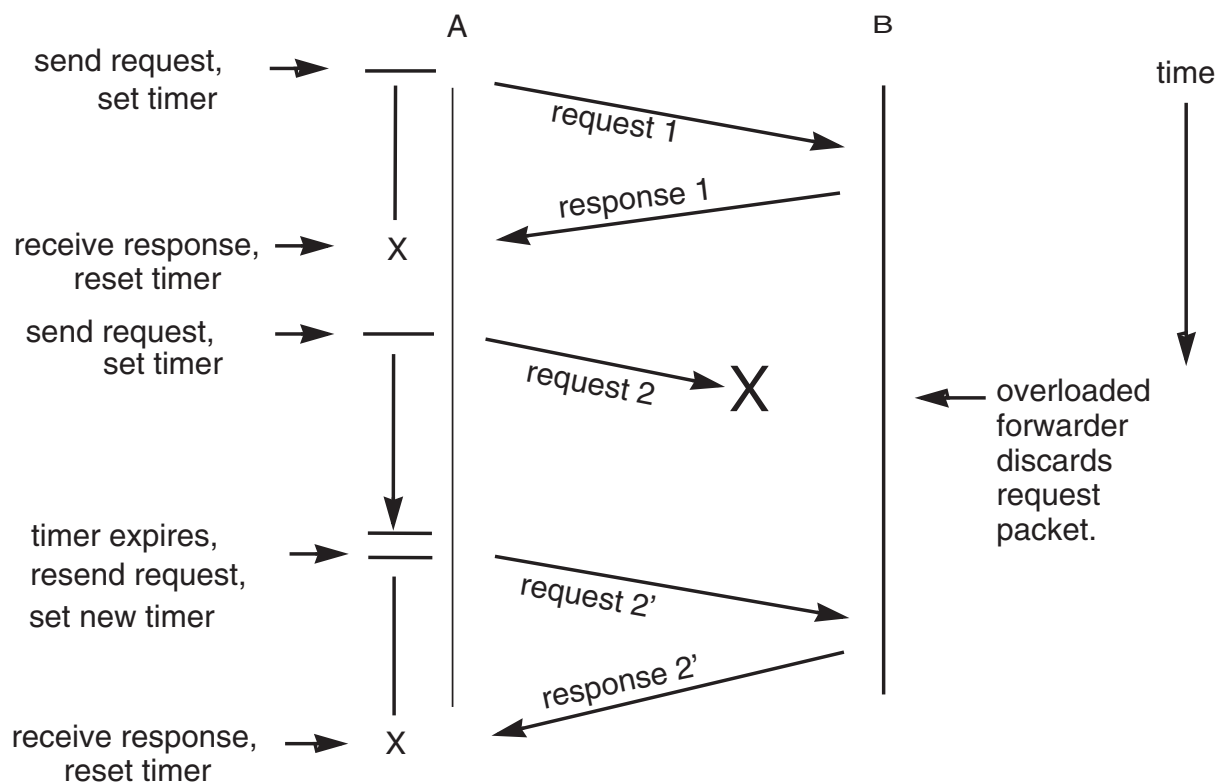 A
B
send request,
set timer
time
request 1
response 1
receive response,
reset timer
X
send request,
set timer
request 2
X
overloaded
forwarder
discards
request
packet.
timer expires,
resend request,
set new timer
request 2’
response 2’
receive response,
reset timer
X